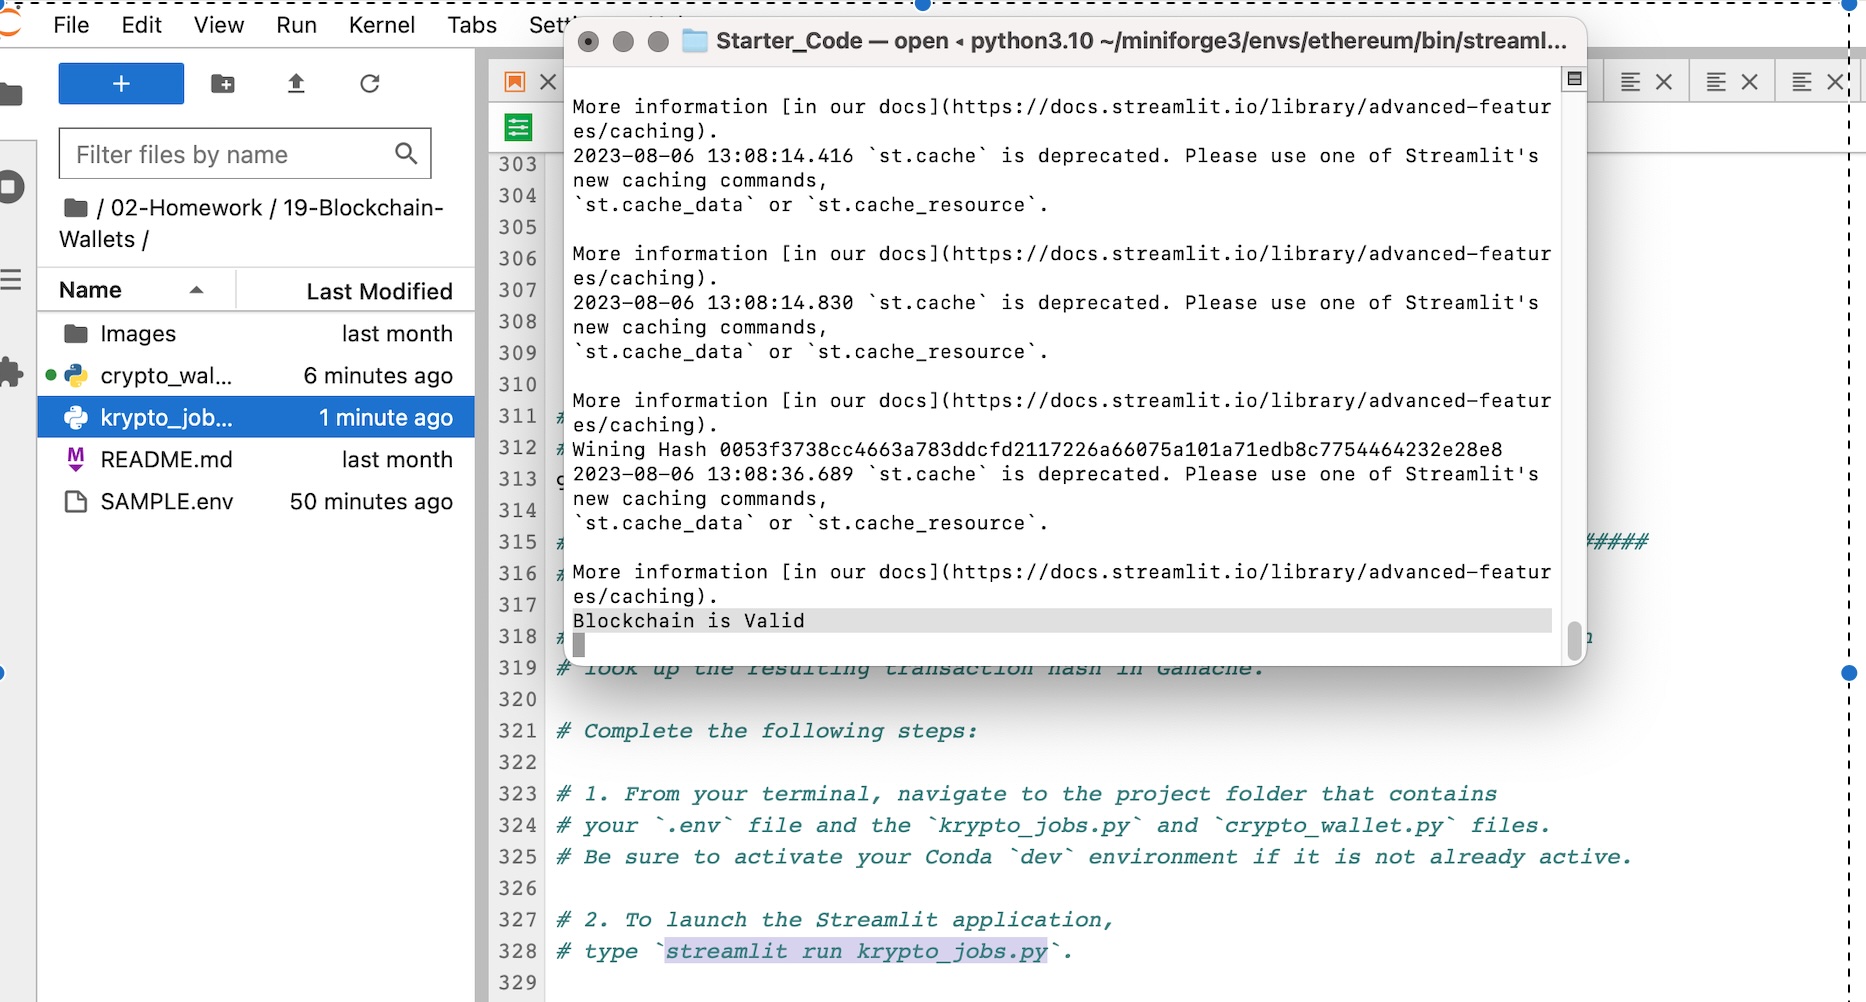 File Edit View Run Kernel Tabs
Starter_Code — open ◂ python3.10 ~/miniforge3/envs/ethereum/bin/streaml...
+
Filter files by name
/ 02-Homework / 19-Blockchain-
Wallets /
Name Last Modified
Images last month
crypto_wal... 6 minutes ago
krypto_job... 1 minute ago
README.md last month
SAMPLE.env 50 minutes ago
More information [in our docs](https://docs.streamlit.io/library/advanced-featur
es/caching).
2023-08-06 13:08:14.416 `st.cache` is deprecated. Please use one of Streamlit's
new caching commands,
`st.cache_data` or `st.cache_resource`.
More information [in our docs](https://docs.streamlit.io/library/advanced-featur
es/caching).
2023-08-06 13:08:14.830 `st.cache` is deprecated. Please use one of Streamlit's
new caching commands,
`st.cache_data` or `st.cache_resource`.
More information [in our docs](https://docs.streamlit.io/library/advanced-featur
es/caching).
Wining Hash 0053f3738cc4663a783ddcfd2117226a66075a101a71edb8c7754464232e28e8
2023-08-06 13:08:36.689 `st.cache` is deprecated. Please use one of Streamlit's
new caching commands,
`st.cache_data` or `st.cache_resource`.
More information [in our docs](https://docs.streamlit.io/library/advanced-featur
es/caching).
Blockchain is Valid
303
304
305
306
307
308
309
310
311 #
312 #
313
314
315 # #####
316 #
317
318 #
319 # look up the resulting transaction hash in Ganache.
320
321 # Complete the following steps:
322
323 # 1. From your terminal, navigate to the project folder that contains
324 # your `.env` file and the `krypto_jobs.py` and `crypto_wallet.py` files.
325 # Be sure to activate your Conda `dev` environment if it is not already active.
326
327 # 2. To launch the Streamlit application,
328 # type `streamlit run krypto_jobs.py`.
329